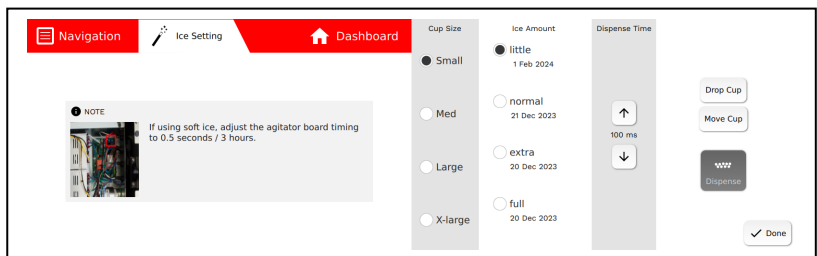 Navigation
Ice Setting
Dashboard
NOTE
If using soft ice, adjust the agitator board timing
to 0.5 seconds / 3 hours.
Cup Size
Small
Med
Large
X-large
Ice Amount
little
1 Feb 2024
normal
21 Dec 2023
extra
20 Dec 2023
full
20 Dec 2023
Dispense Time
100 ms
Drop Cup
Move Cup
Dispense
Done